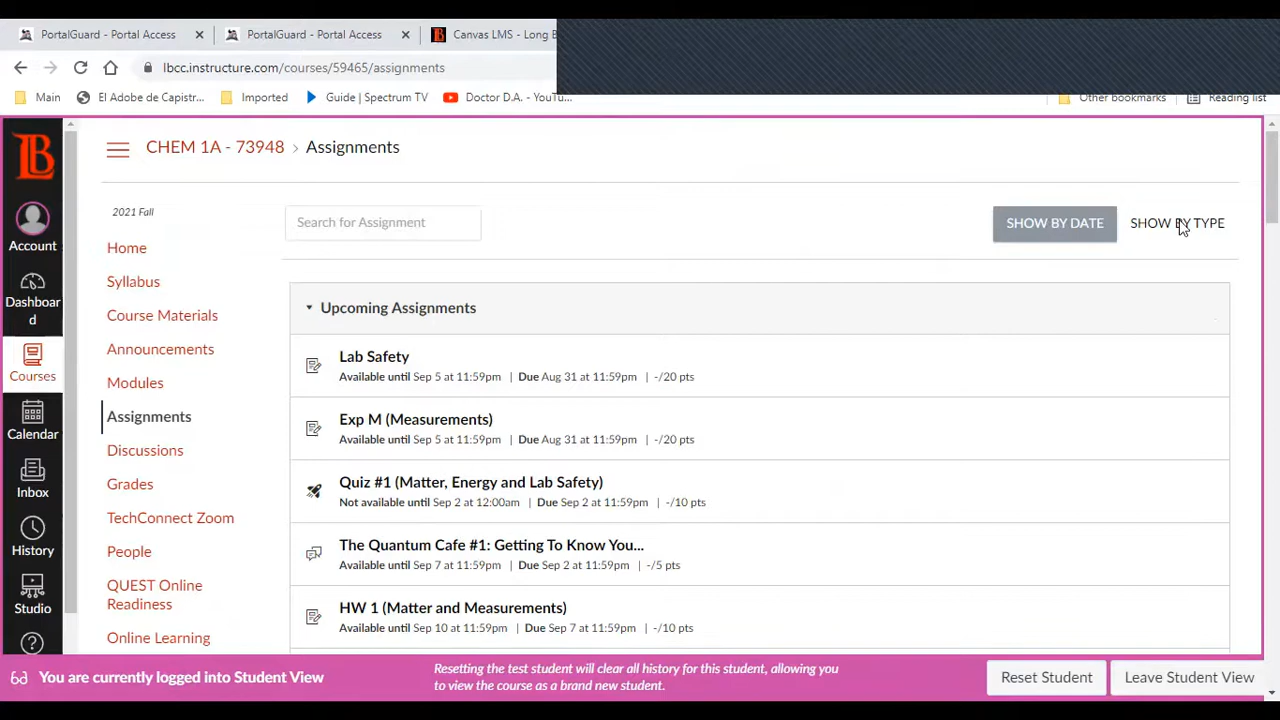 PortalGuard - Portal Access
PortalGuard - Portal Access
Canvas LMS - Long B
lbcc.instructure.com/courses/59465/assignments
Main
El Adobe de Capistr...
Imported
Guide | Spectrum TV
Doctor D.A. - YouTu...
Other bookmarks
Reading list
LB
CHEM 1A - 73948 › Assignments
2021 Fall
Search for Assignment
SHOW BY DATE
SHOW BY TYPE
Account
Dashboar
d
Courses
Calendar
Inbox
History
Studio
Home
Syllabus
Course Materials
Announcements
Modules
Assignments
Discussions
Grades
TechConnect Zoom
People
QUEST Online
Readiness
Online Learning
Upcoming Assignments
Lab Safety
Available until Sep 5 at 11:59pm | Due Aug 31 at 11:59pm | -/20 pts
Exp M (Measurements)
Available until Sep 5 at 11:59pm | Due Aug 31 at 11:59pm | -/20 pts
Quiz #1 (Matter, Energy and Lab Safety)
Not available until Sep 2 at 12:00am | Due Sep 2 at 11:59pm | -/10 pts
The Quantum Cafe #1: Getting To Know You...
Available until Sep 7 at 11:59pm | Due Sep 2 at 11:59pm | -/5 pts
HW 1 (Matter and Measurements)
Available until Sep 10 at 11:59pm | Due Sep 7 at 11:59pm | -/10 pts
You are currently logged into Student View
Resetting the test student will clear all history for this student, allowing you
to view the course as a brand new student.
Reset Student
Leave Student View